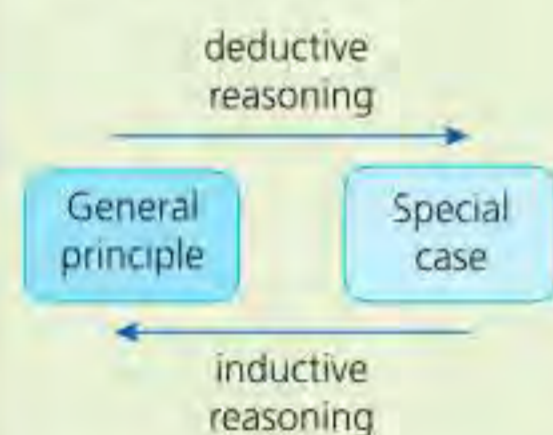 deductive
reasoning
General
principle
Special
case
inductive
reasoning